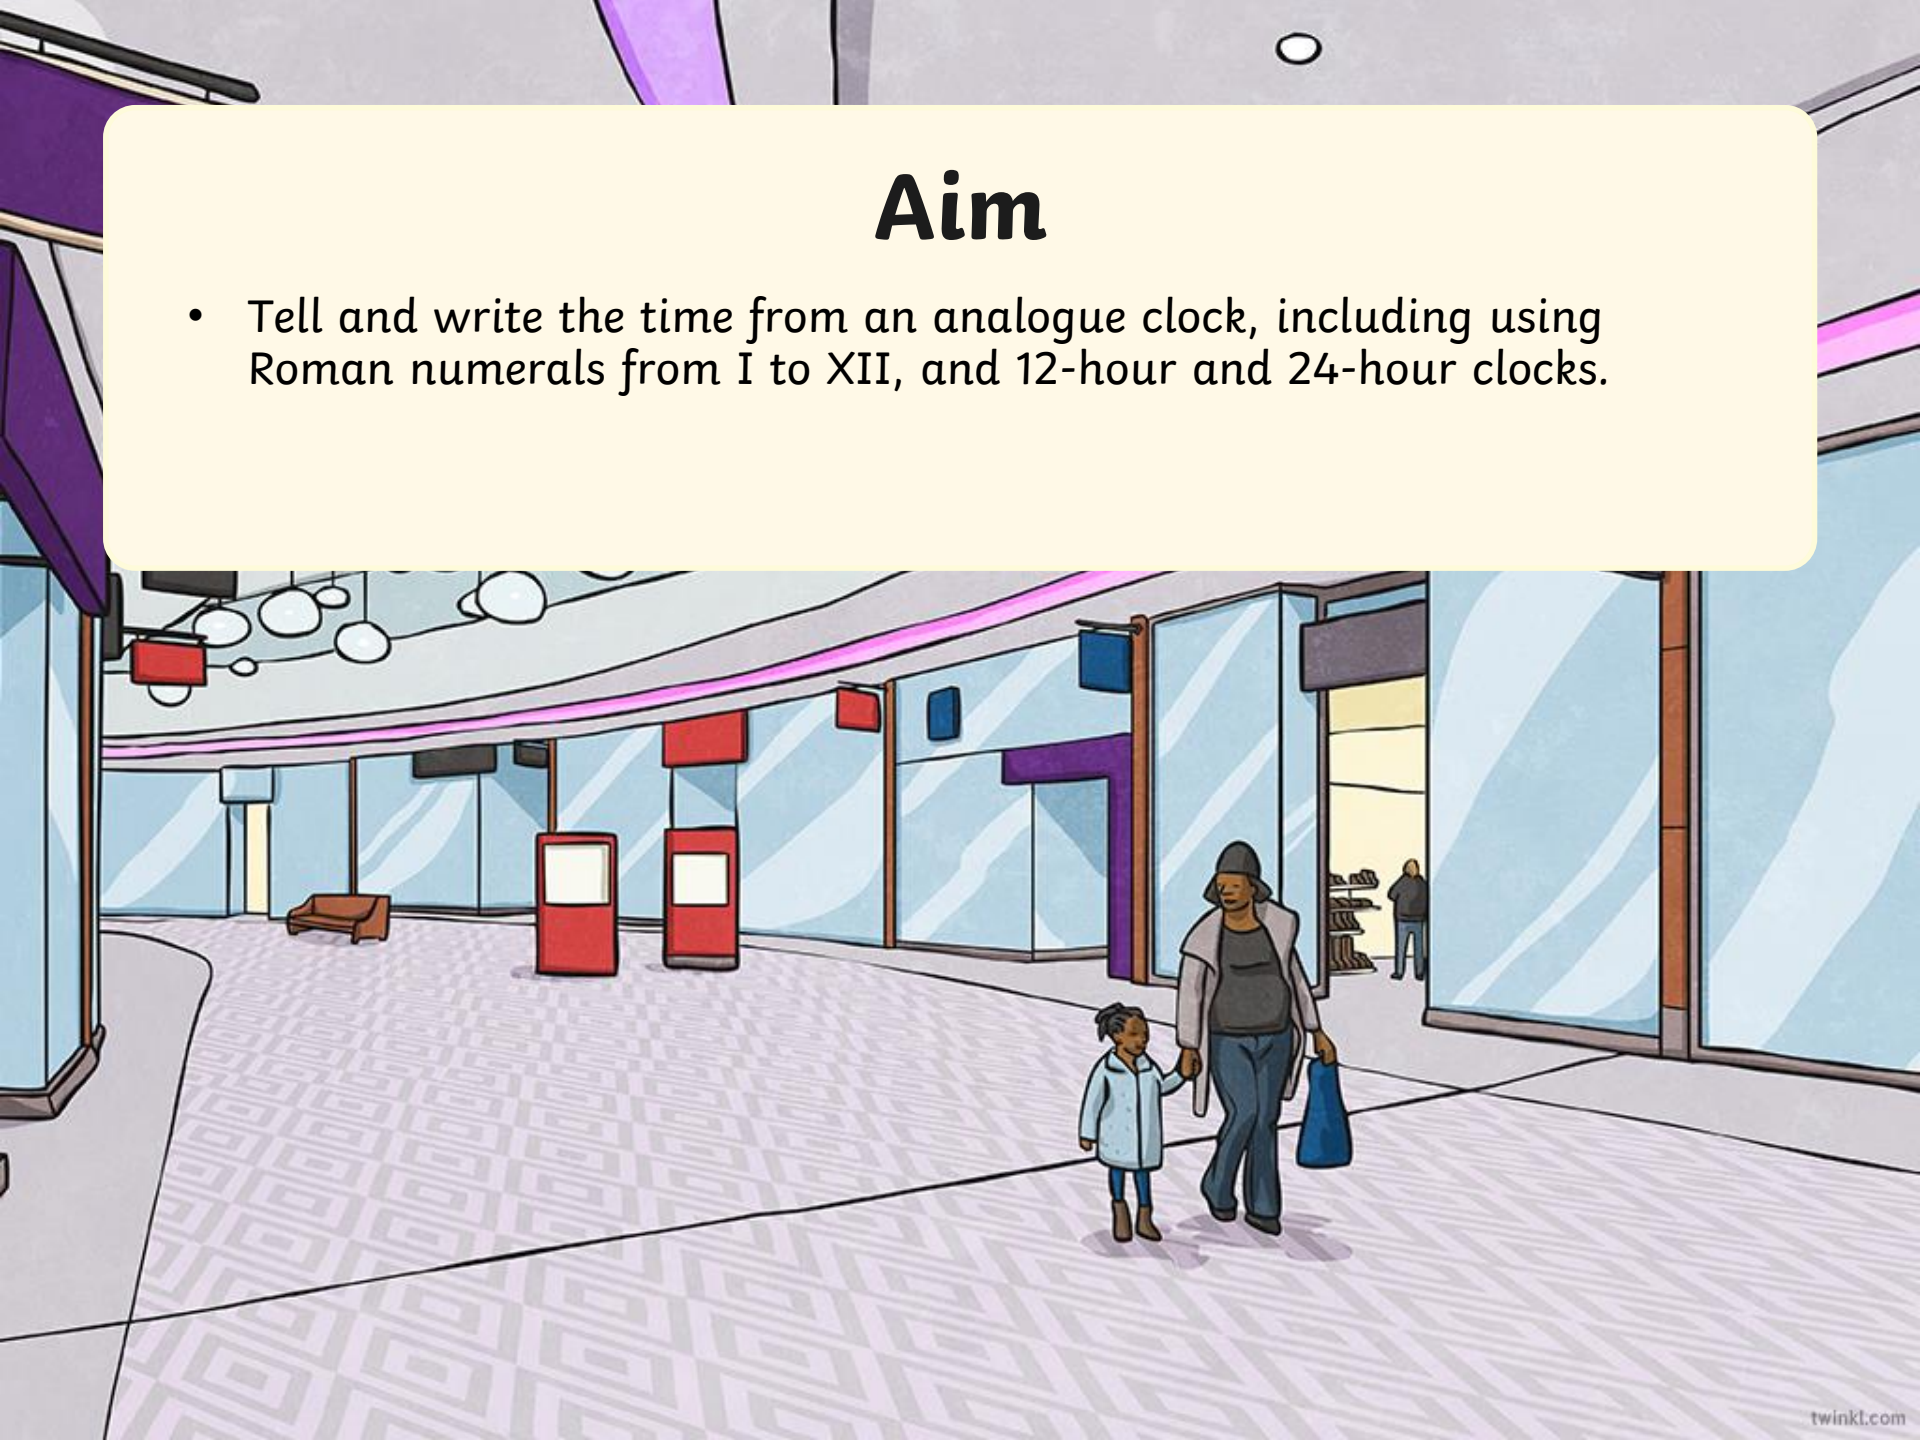 Aim
• Tell and write the time from an analogue clock, including using
Roman numerals from I to XII, and 12-hour and 24-hour clocks.
twinkl.com